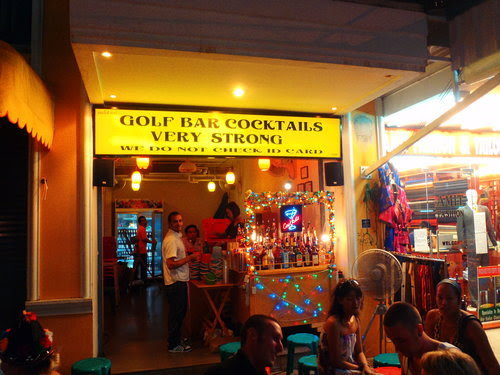 GOLF BAR COCKTAILS
VERY STRONG
WE DO NOT CHECK ID CARD